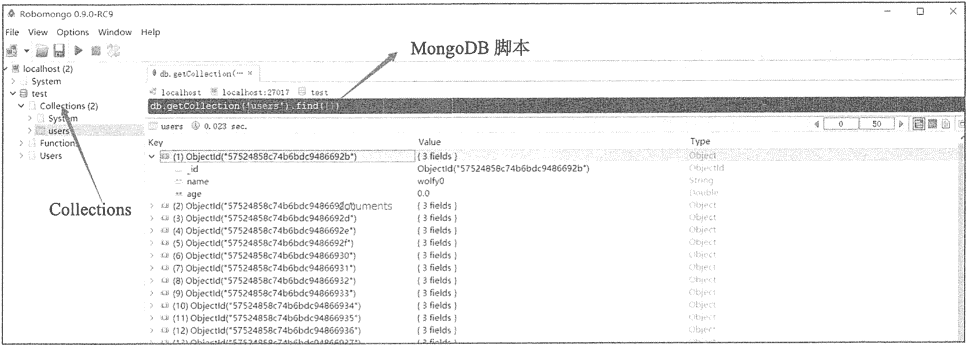 Robomongo 0.9.0-RC9
File View Options Window Help
MongoDB 脚本
localhost (2)
System
test
Collections (2)
System
users
Functions
Users
Collections
db.getCollection(··· ×
localhost localhost:27017 test
db.getCollection('users').find({})
users 0.023 sec.
0 50
Key Value Type
(1) ObjectId("57524858c74b6bdc9486692b") { 3 fields } Object
_id ObjectId("57524858c74b6bdc9486692b") ObjectId
name wolfy0 String
age 0.0 Double
(2) ObjectId("57524858c74b6bdc9486692c") { 3 fields } Object
documents
(3) ObjectId("57524858c74b6bdc9486692d") { 3 fields } Object
(4) ObjectId("57524858c74b6bdc9486692e") { 3 fields } Object
(5) ObjectId("57524858c74b6bdc9486692f") { 3 fields } Object
(6) ObjectId("57524858c74b6bdc94866930") { 3 fields } Object
(7) ObjectId("57524858c74b6bdc94866931") { 3 fields } Object
(8) ObjectId("57524858c74b6bdc94866932") { 3 fields } Object
(9) ObjectId("57524858c74b6bdc94866933") { 3 fields } Object
(10) ObjectId("57524858c74b6bdc94866934") { 3 fields } Object
(11) ObjectId("57524858c74b6bdc94866935") { 3 fields } Object
(12) ObjectId("57524858c74b6bdc94866936") { 3 fields } Object